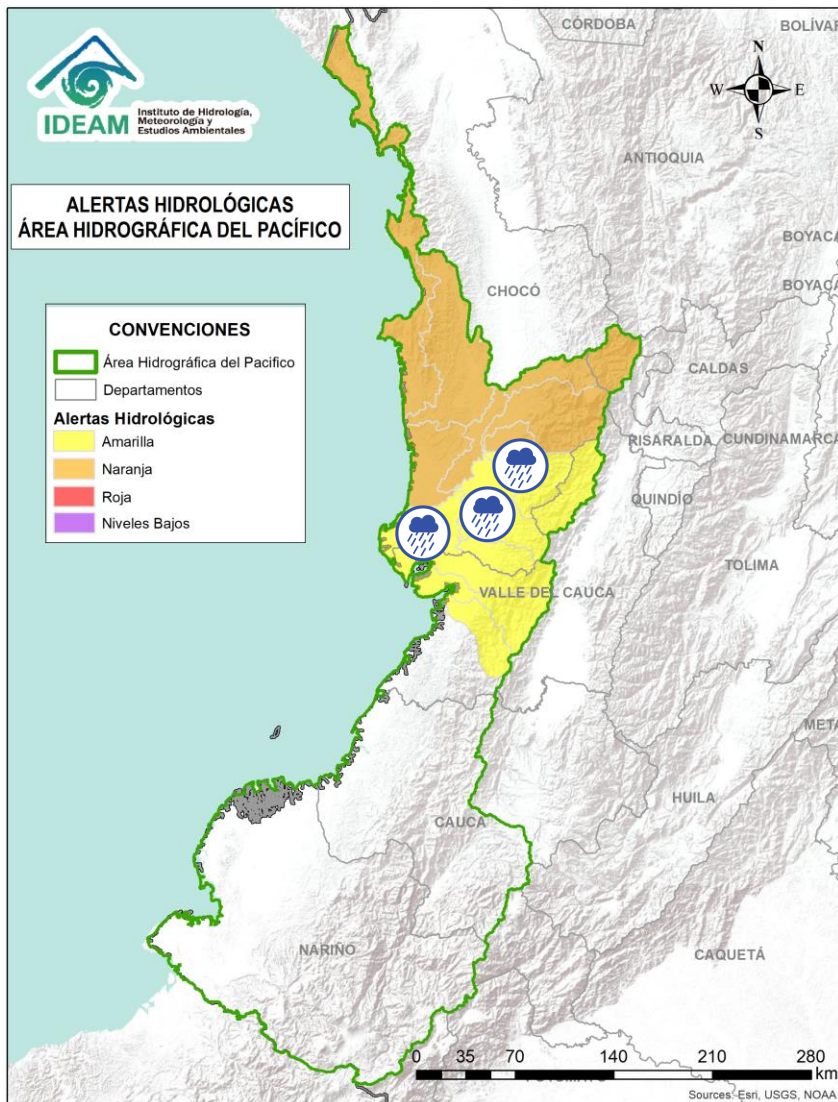 CÓRDOBA
BOLÍVAR
N
W E
S
IDEAM
Instituto de Hidrología,
Meteorología y
Estudios Ambientales
ANTIOQUIA
ALERTAS HIDROLÓGICAS
ÁREA HIDROGRÁFICA DEL PACÍFICO
BOYACÁ
BOYACÁ
CHOCÓ
CONVENCIONES
Área Hidrográfica del Pacifico
Departamentos
Alertas Hidrológicas
Amarilla
Naranja
Roja
Niveles Bajos
CALDAS
RISARALDA
CUNDINAMARCA
QUINDÍO
TOLIMA
VALLE DEL CAUCA
META
HUILA
CAUCA
NARIÑO
CAQUETÁ
0 35 70 140 210 280
km
Sources: Esri, USGS, NOAA